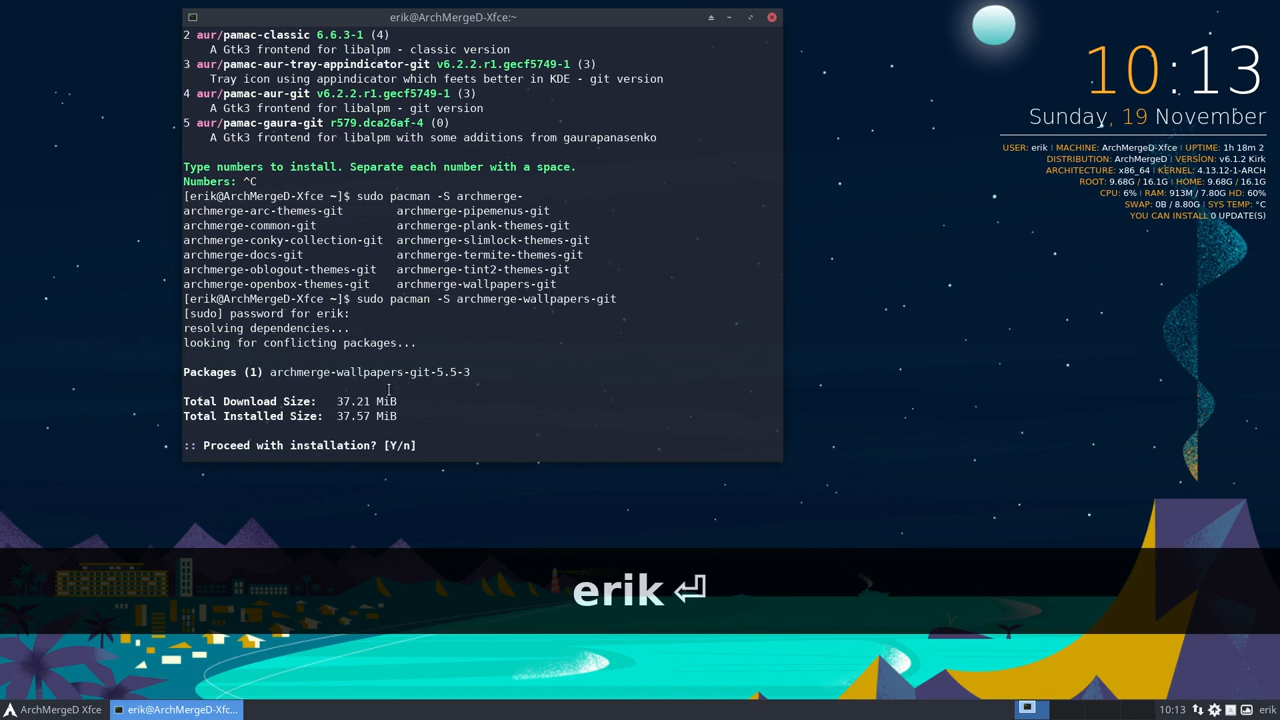 erik@ArchMergeD-Xfce:~
2 aur/pamac-classic 6.6.3-1 (4)
A Gtk3 frontend for libalpm - classic version
3 aur/pamac-aur-tray-appindicator-git v6.2.2.r1.gecf5749-1 (3)
Tray icon using appindicator which feets better in KDE - git version
4 aur/pamac-aur-git v6.2.2.r1.gecf5749-1 (3)
A Gtk3 frontend for libalpm - git version
5 aur/pamac-gaura-git r579.dca26af-4 (0)
A Gtk3 frontend for libalpm with some additions from gaurapanasenko
Type numbers to install. Separate each number with a space.
Numbers: ^C
[erik@ArchMergeD-Xfce ~]$ sudo pacman -S archmerge-
archmerge-arc-themes-git archmerge-pipemenus-git
archmerge-common-git archmerge-plank-themes-git
archmerge-conky-collection-git archmerge-slimlock-themes-git
archmerge-docs-git archmerge-termite-themes-git
archmerge-oblogout-themes-git archmerge-tint2-themes-git
archmerge-openbox-themes-git archmerge-wallpapers-git
[erik@ArchMergeD-Xfce ~]$ sudo pacman -S archmerge-wallpapers-git
[sudo] password for erik:
resolving dependencies...
looking for conflicting packages...
Packages (1) archmerge-wallpapers-git-5.5-3
Total Download Size: 37.21 MiB
Total Installed Size: 37.57 MiB
:: Proceed with installation? [Y/n]
10:13
Sunday, 19 November
USER: erik | MACHINE: ArchMergeD-Xfce | UPTIME: 1h 18m 2
DISTRIBUTION: ArchMergeD | VERSION: v6.1.2 Kirk
ARCHITECTURE: x86_64 | KERNEL: 4.13.12-1-ARCH
ROOT: 9.68G / 16.1G | HOME: 9.68G / 16.1G
CPU: 6% | RAM: 913M / 7.80G HD: 60%
SWAP: 0B / 8.80G | SYS TEMP: °C
YOU CAN INSTALL 0 UPDATE(S)
erik ⏎
ArchMergeD Xfce
erik@ArchMergeD-Xfc...
10:13
erik